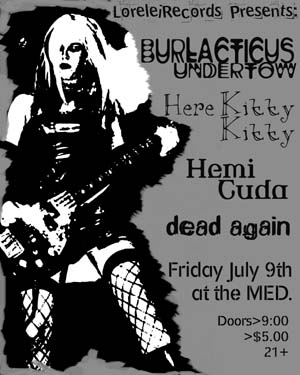 LoreleiRecords Presents:
BURLACTICUS
UNDERTOW
Here Kitty
Kitty
Hemi
Cuda
dead again
Friday July 9th
at the MED.
Doors>9:00
>$5.00
21+